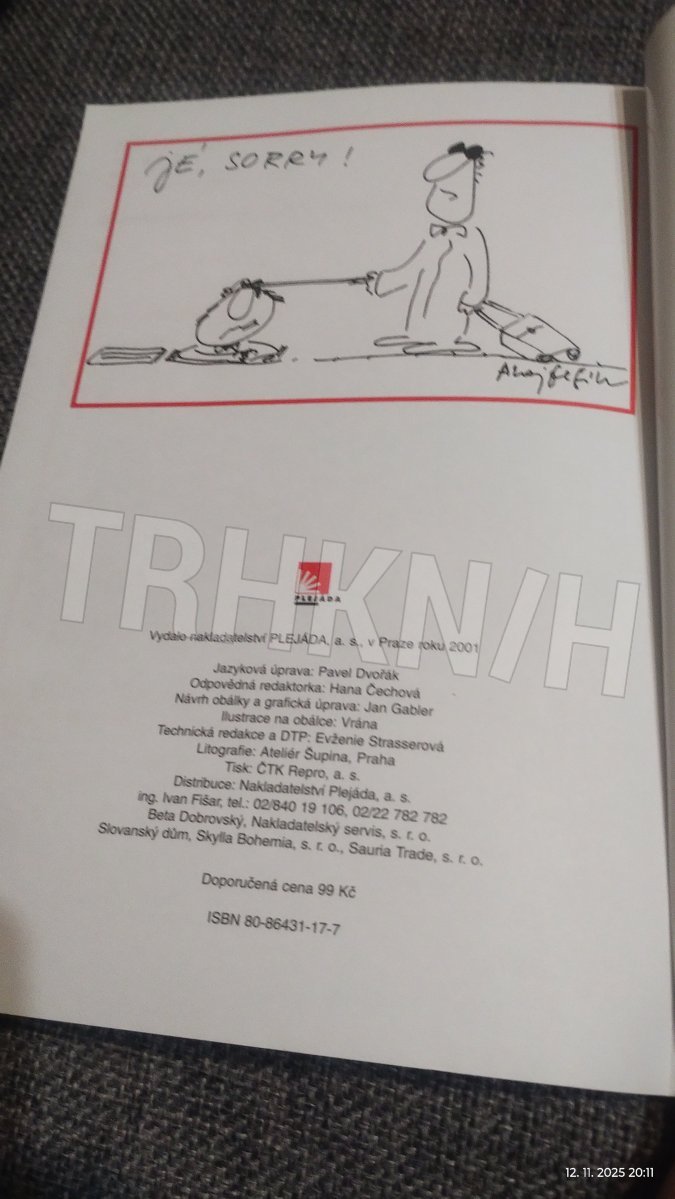 JÉ, SORRY!
TRHKN/H
PLEJÁDA
Vydalo nakladatelství PLEJÁDA, a. s., v Praze roku 2001
Jazyková úprava: Pavel Dvořák
Odpovědná redaktorka: Hana Čechová
Návrh obálky a grafická úprava: Jan Gabler
Ilustrace na obálce: Vrána
Technická redakce a DTP: Evženie Strasserová
Litografie: Ateliér Šupina, Praha
Tisk: ČTK Repro, a. s.
Distribuce: Nakladatelství Plejáda, a. s.
ing. Ivan Fišar, tel.: 02/840 19 106, 02/22 782 782
Beta Dobrovský, Nakladatelský servis, s. r. o.
Slovanský dům, Skylla Bohemia, s. r. o., Sauria Trade, s. r. o.
Doporučená cena 99 Kč
ISBN 80-86431-17-7
12. 11. 2025 20:11